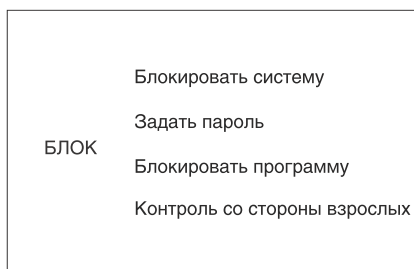 БЛОК
Блокировать систему
Задать пароль
Блокировать программу
Контроль со стороны взрослых